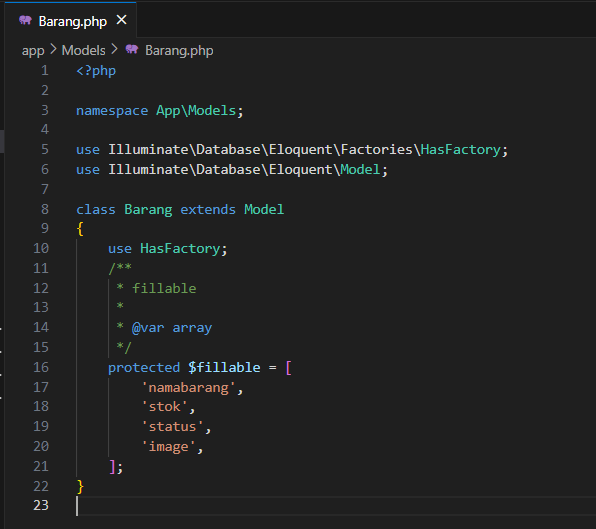 Barang.php ×
app > Models > Barang.php
1 <?php
2
3 namespace App\Models;
4
5 use Illuminate\Database\Eloquent\Factories\HasFactory;
6 use Illuminate\Database\Eloquent\Model;
7
8 class Barang extends Model
9 {
10     use HasFactory;
11     /**
12      * fillable
13      *
14      * @var array
15      */
16     protected $fillable = [
17         'namabarang',
18         'stok',
19         'status',
20         'image',
21     ];
22 }
23